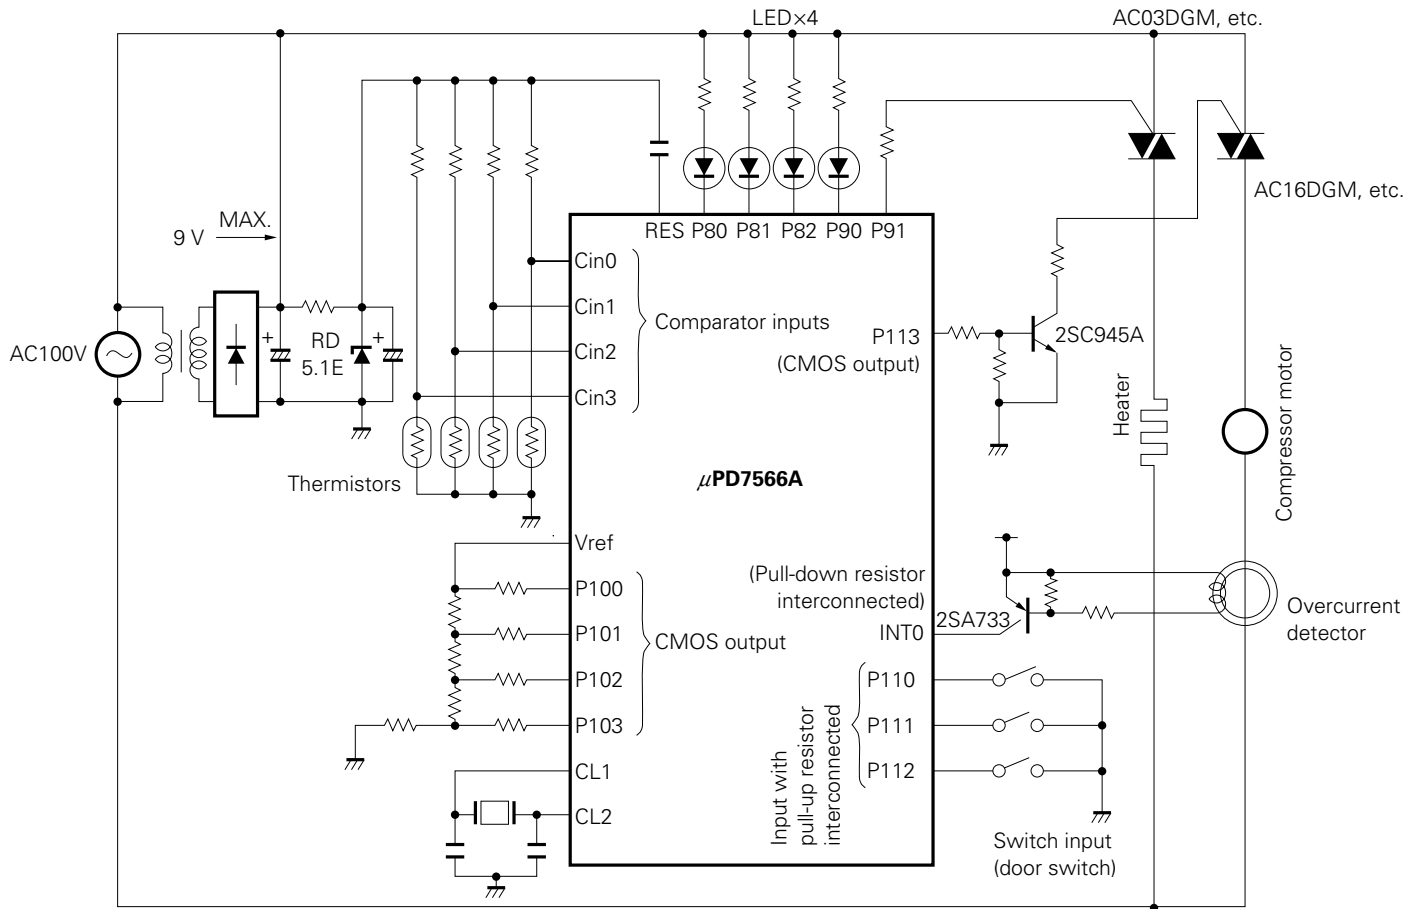 LED×4
AC03DGM, etc.
AC16DGM, etc.
MAX.
9 V
RES P80 P81 P82 P90 P91
Cin0
Cin1
Cin2
Cin3
Comparator inputs
P113
(CMOS output)
2SC945A
AC100V
+
RD
5.1E
+
Heater
Compressor motor
Thermistors
μPD7566A
Vref
P100
P101
P102
P103
CMOS output
(Pull-down resistor
interconnected)
INT0
2SA733
Overcurrent
detector
P110
P111
P112
Input with
pull-up resistor
interconnected
CL1
CL2
Switch input
(door switch)